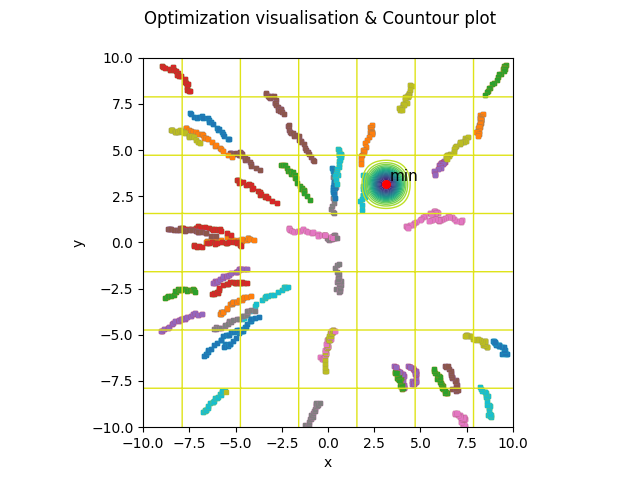 Optimization visualisation & Countour plot
10.0
7.5
5.0
2.5
0.0
−2.5
−5.0
−7.5
−10.0
y
min
−10.0 −7.5 −5.0 −2.5 0.0 2.5 5.0 7.5 10.0
x